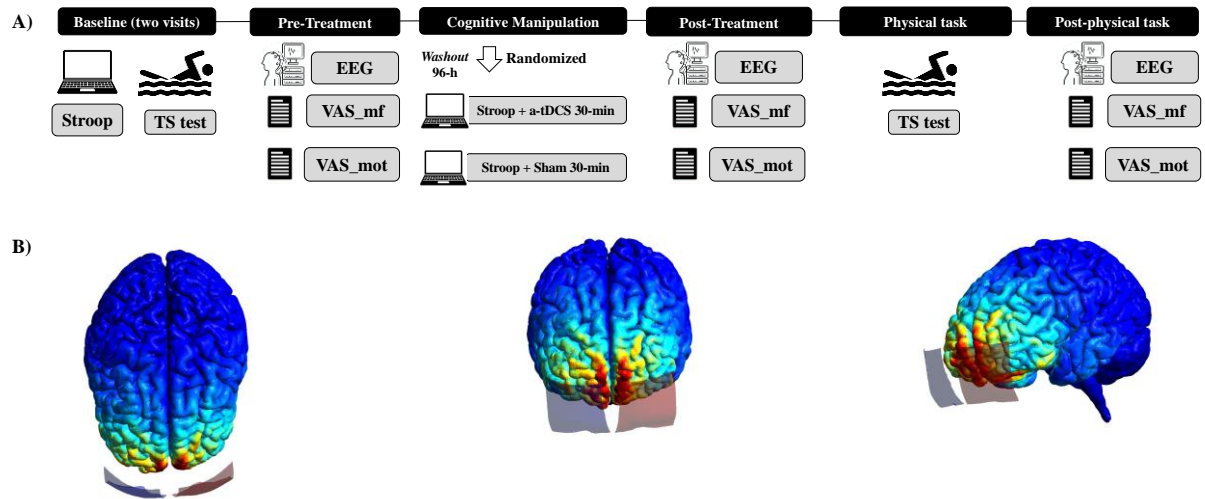 A)
Baseline (two visits)
Pre-Treatment
Cognitive Manipulation
Post-Treatment
Physical task
Post-physical task
Stroop
TS test
EEG
VAS_mf
VAS_mot
Washout
96-h
Randomized
Stroop + a-tDCS 30-min
Stroop + Sham 30-min
EEG
VAS_mf
VAS_mot
TS test
EEG
VAS_mf
VAS_mot
B)